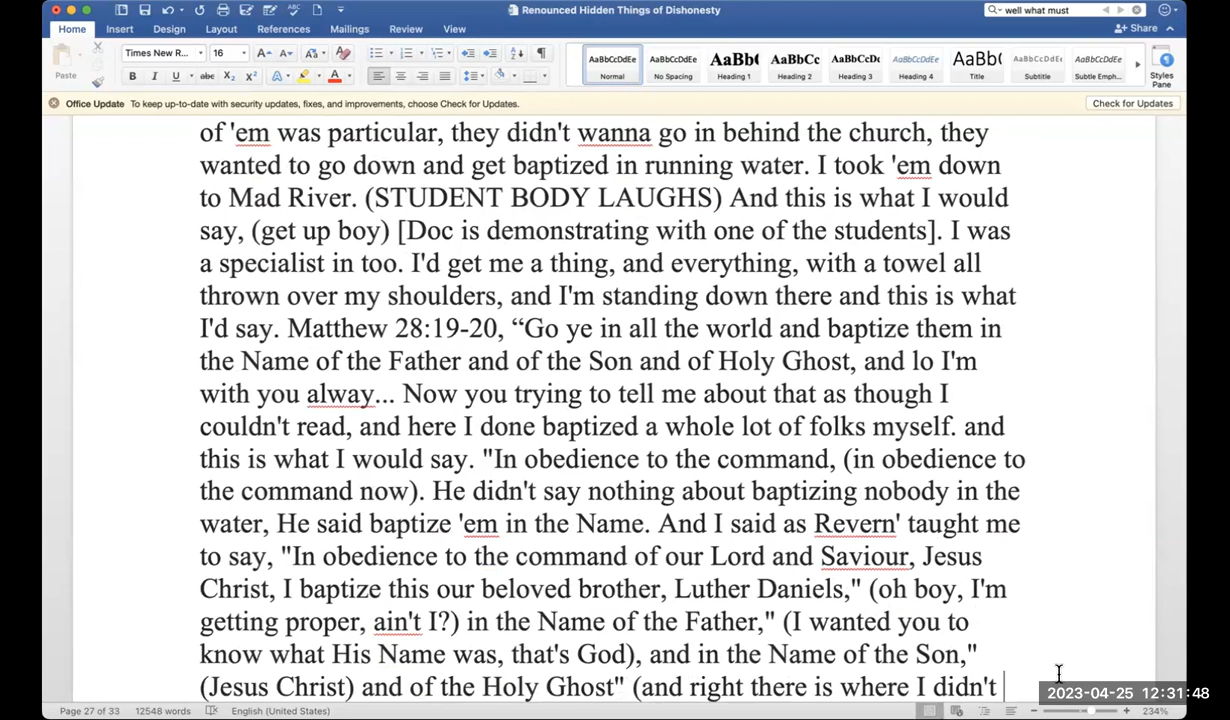 Renounced Hidden Things of Dishonesty
well what must
Home Insert Design Layout References Mailings Review View
Share
Paste
Times New R... 16
AaBbCcDdEe AaBbCcDdEe AaBb( AaBbCc AaBbCc AaBbCcDdEe AaBb( AaBbCcDdEe AaBbCcDdEe
Normal No Spacing Heading 1 Heading 2 Heading 3 Heading 4 Title Subtitle Subtle Emph...
Styles Pane
Office Update To keep up-to-date with security updates, fixes, and improvements, choose Check for Updates.
Check for Updates
of 'em was particular, they didn't wanna go in behind the church, they
wanted to go down and get baptized in running water. I took 'em down
to Mad River. (STUDENT BODY LAUGHS) And this is what I would
say, (get up boy) [Doc is demonstrating with one of the students]. I was
a specialist in too. I'd get me a thing, and everything, with a towel all
thrown over my shoulders, and I'm standing down there and this is what
I'd say. Matthew 28:19-20, “Go ye in all the world and baptize them in
the Name of the Father and of the Son and of Holy Ghost, and lo I'm
with you alway... Now you trying to tell me about that as though I
couldn't read, and here I done baptized a whole lot of folks myself. and
this is what I would say. "In obedience to the command, (in obedience to
the command now). He didn't say nothing about baptizing nobody in the
water, He said baptize 'em in the Name. And I said as Revern' taught me
to say, "In obedience to the command of our Lord and Saviour, Jesus
Christ, I baptize this our beloved brother, Luther Daniels," (oh boy, I'm
getting proper, ain't I?) in the Name of the Father," (I wanted you to
know what His Name was, that's God), and in the Name of the Son,"
(Jesus Christ) and of the Holy Ghost" (and right there is where I didn't
2023-04-25 12:31:48
Page 27 of 33 12548 words English (United States) 234%